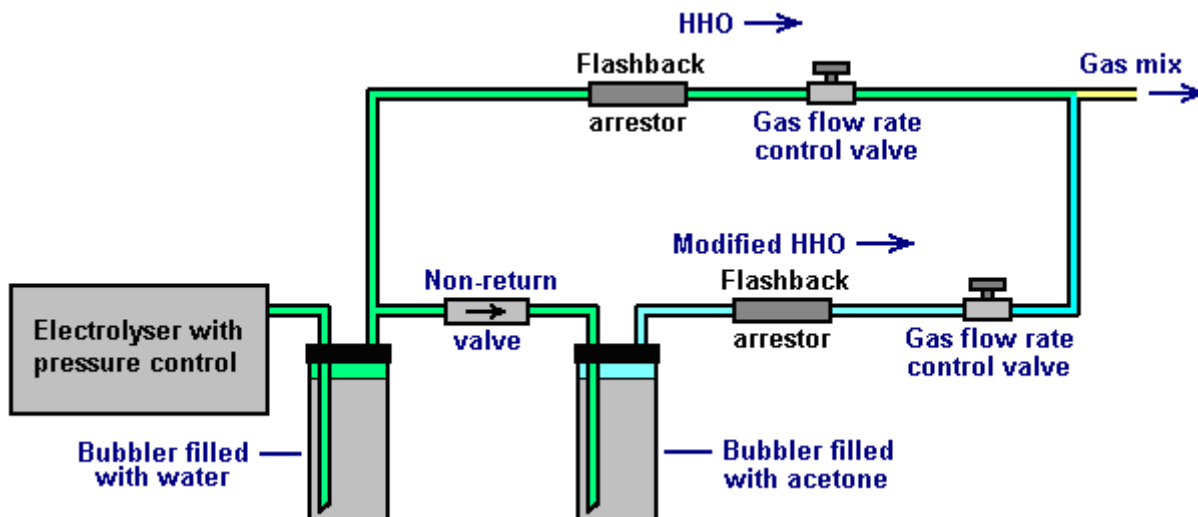 HHO
Flashback
arrestor
Gas flow rate
control valve
Gas mix
Modified HHO
Flashback
arrestor
Gas flow rate
control valve
Non-return
valve
Electrolyser with
pressure control
Bubbler filled
with water
Bubbler filled
with acetone